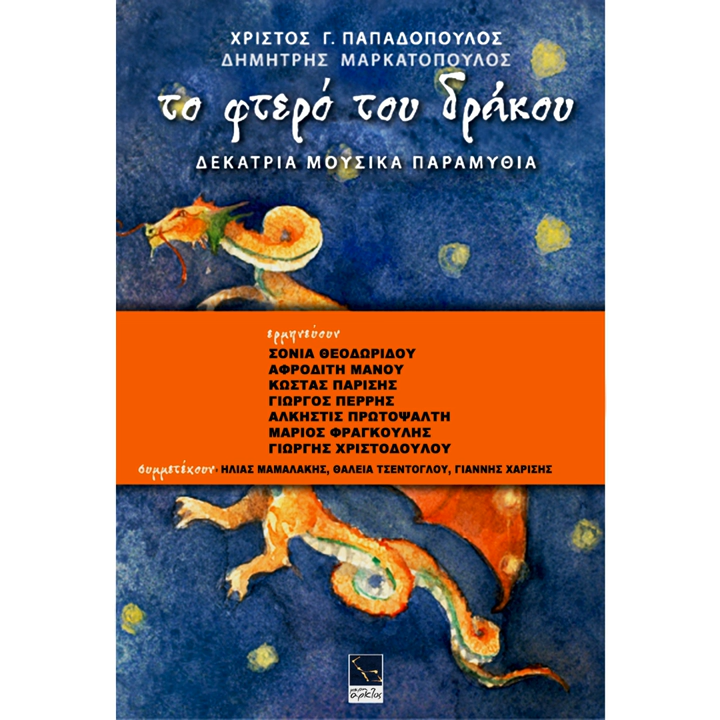 ΧΡΙΣΤΟΣ Γ. ΠΑΠΑΔΟΠΟΥΛΟΣ
ΔΗΜΗΤΡΗΣ ΜΑΡΚΑΤΟΠΟΥΛΟΣ
το φτερό του δράκου
ΔΕΚΑΤΡΙΑ ΜΟΥΣΙΚΑ ΠΑΡΑΜΥΘΙΑ
ερμηνεύουν
ΣΟΝΙΑ ΘΕΟΔΩΡΙΔΟΥ
ΑΦΡΟΔΙΤΗ ΜΑΝΟΥ
ΚΩΣΤΑΣ ΠΑΡΙΣΗΣ
ΓΙΩΡΓΟΣ ΠΕΡΡΗΣ
ΑΛΚΗΣΤΙΣ ΠΡΩΤΟΨΑΛΤΗ
ΜΑΡΙΟΣ ΦΡΑΓΚΟΥΛΗΣ
ΓΙΩΡΓΗΣ ΧΡΙΣΤΟΔΟΥΛΟΥ
συμμετέχουν· ΗΛΙΑΣ ΜΑΜΑΛΑΚΗΣ, ΘΑΛΕΙΑ ΤΣΕΝΤΟΓΛΟΥ, ΓΙΑΝΝΗΣ ΧΑΡΙΣΗΣ
άρκτος